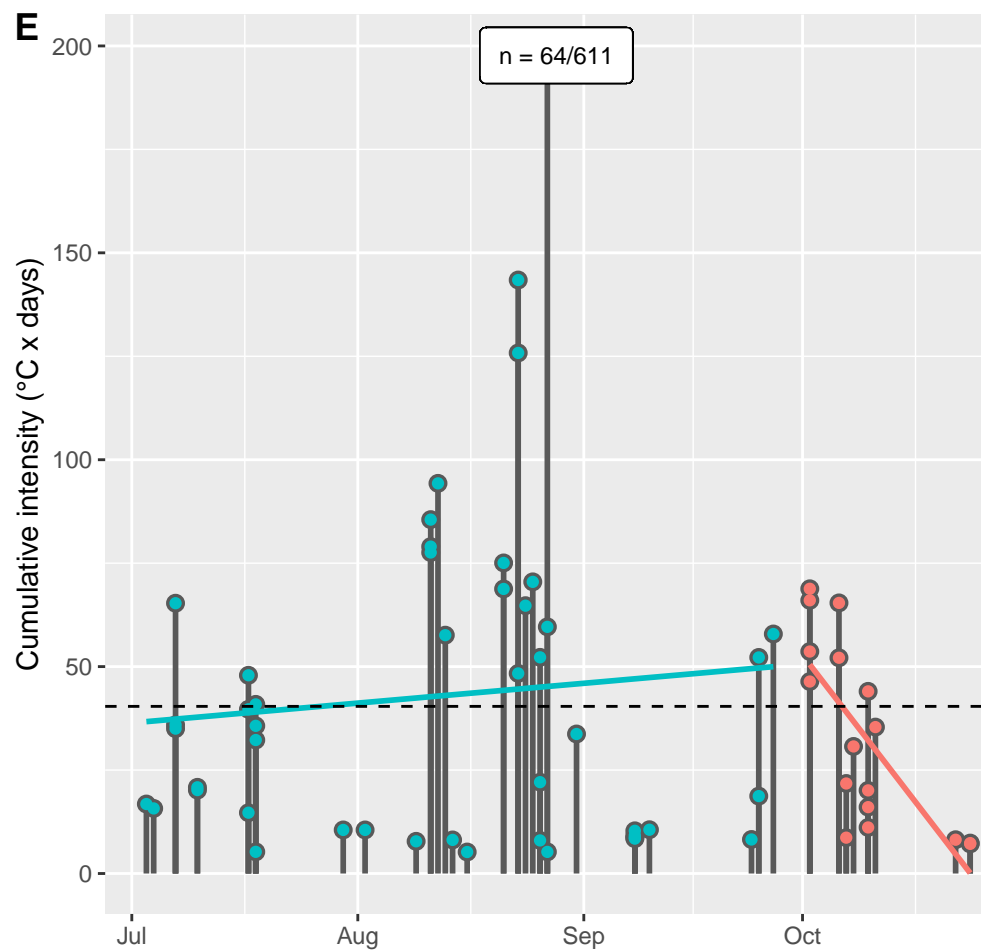 E
n = 64/611
200
150
100
50
0
Cumulative intensity (°C x days)
Jul Aug Sep Oct